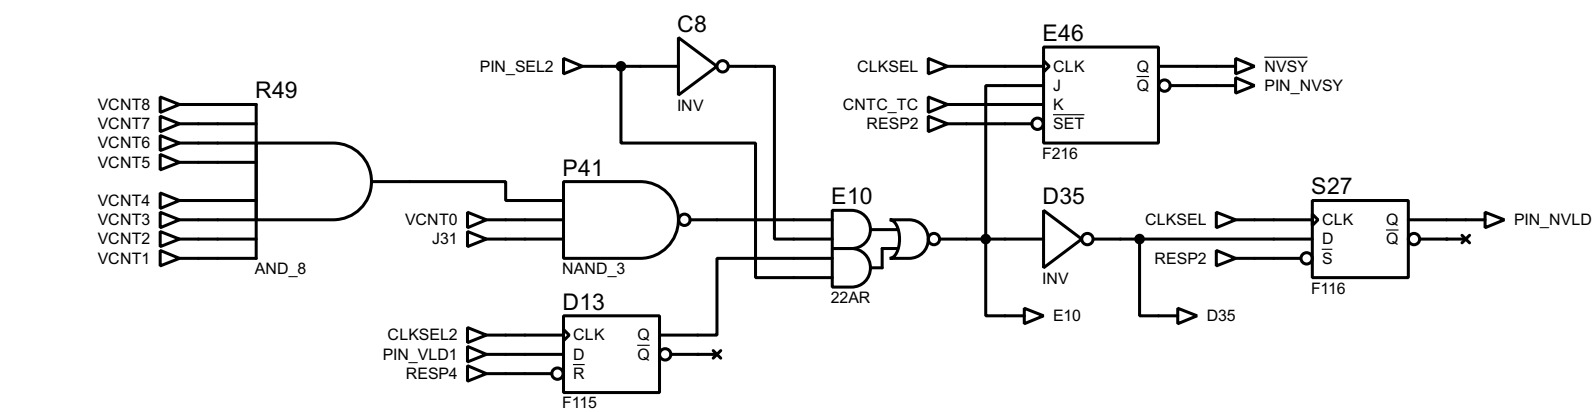 C8
PIN_SEL2
INV
E46
CLKSEL
CLK
Q
NVSY
J
Q
PIN_NVSY
CNTC_TC
K
RESP2
SET
F216
R49
VCNT8
VCNT7
VCNT6
VCNT5
VCNT4
VCNT3
VCNT2
VCNT1
AND_8
P41
VCNT0
J31
NAND_3
E10
22AR
D35
INV
E10
D35
S27
CLKSEL
CLK
Q
PIN_NVLD
D
Q
RESP2
S
F116
D13
CLKSEL2
CLK
Q
PIN_VLD1
D
Q
RESP4
R
F115